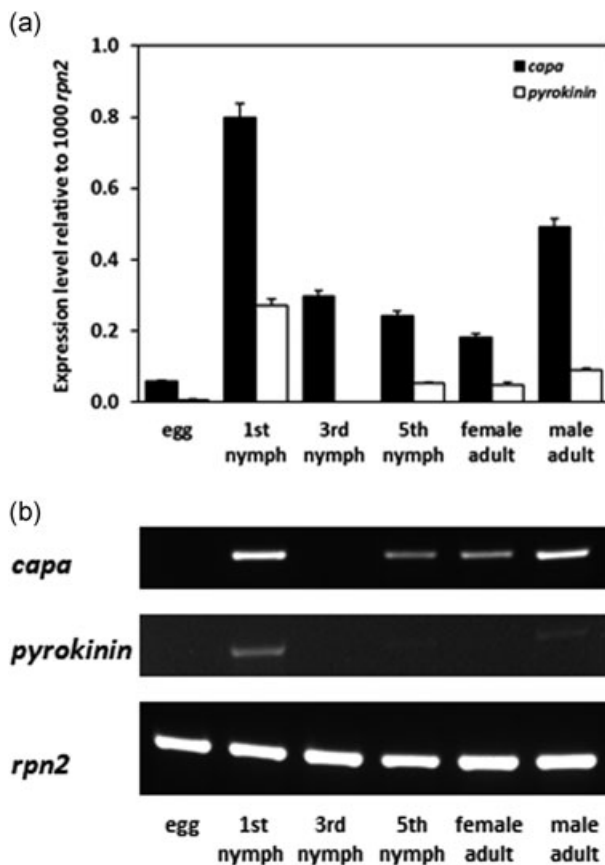 (a)
Expression level relative to 1000 rpn2
1.0
0.8
0.6
0.4
0.2
0.0
capa
pyrokinin
egg
1st
nymph
3rd
nymph
5th
nymph
female
adult
male
adult
(b)
capa
pyrokinin
rpn2
egg
1st
nymph
3rd
nymph
5th
nymph
female
adult
male
adult